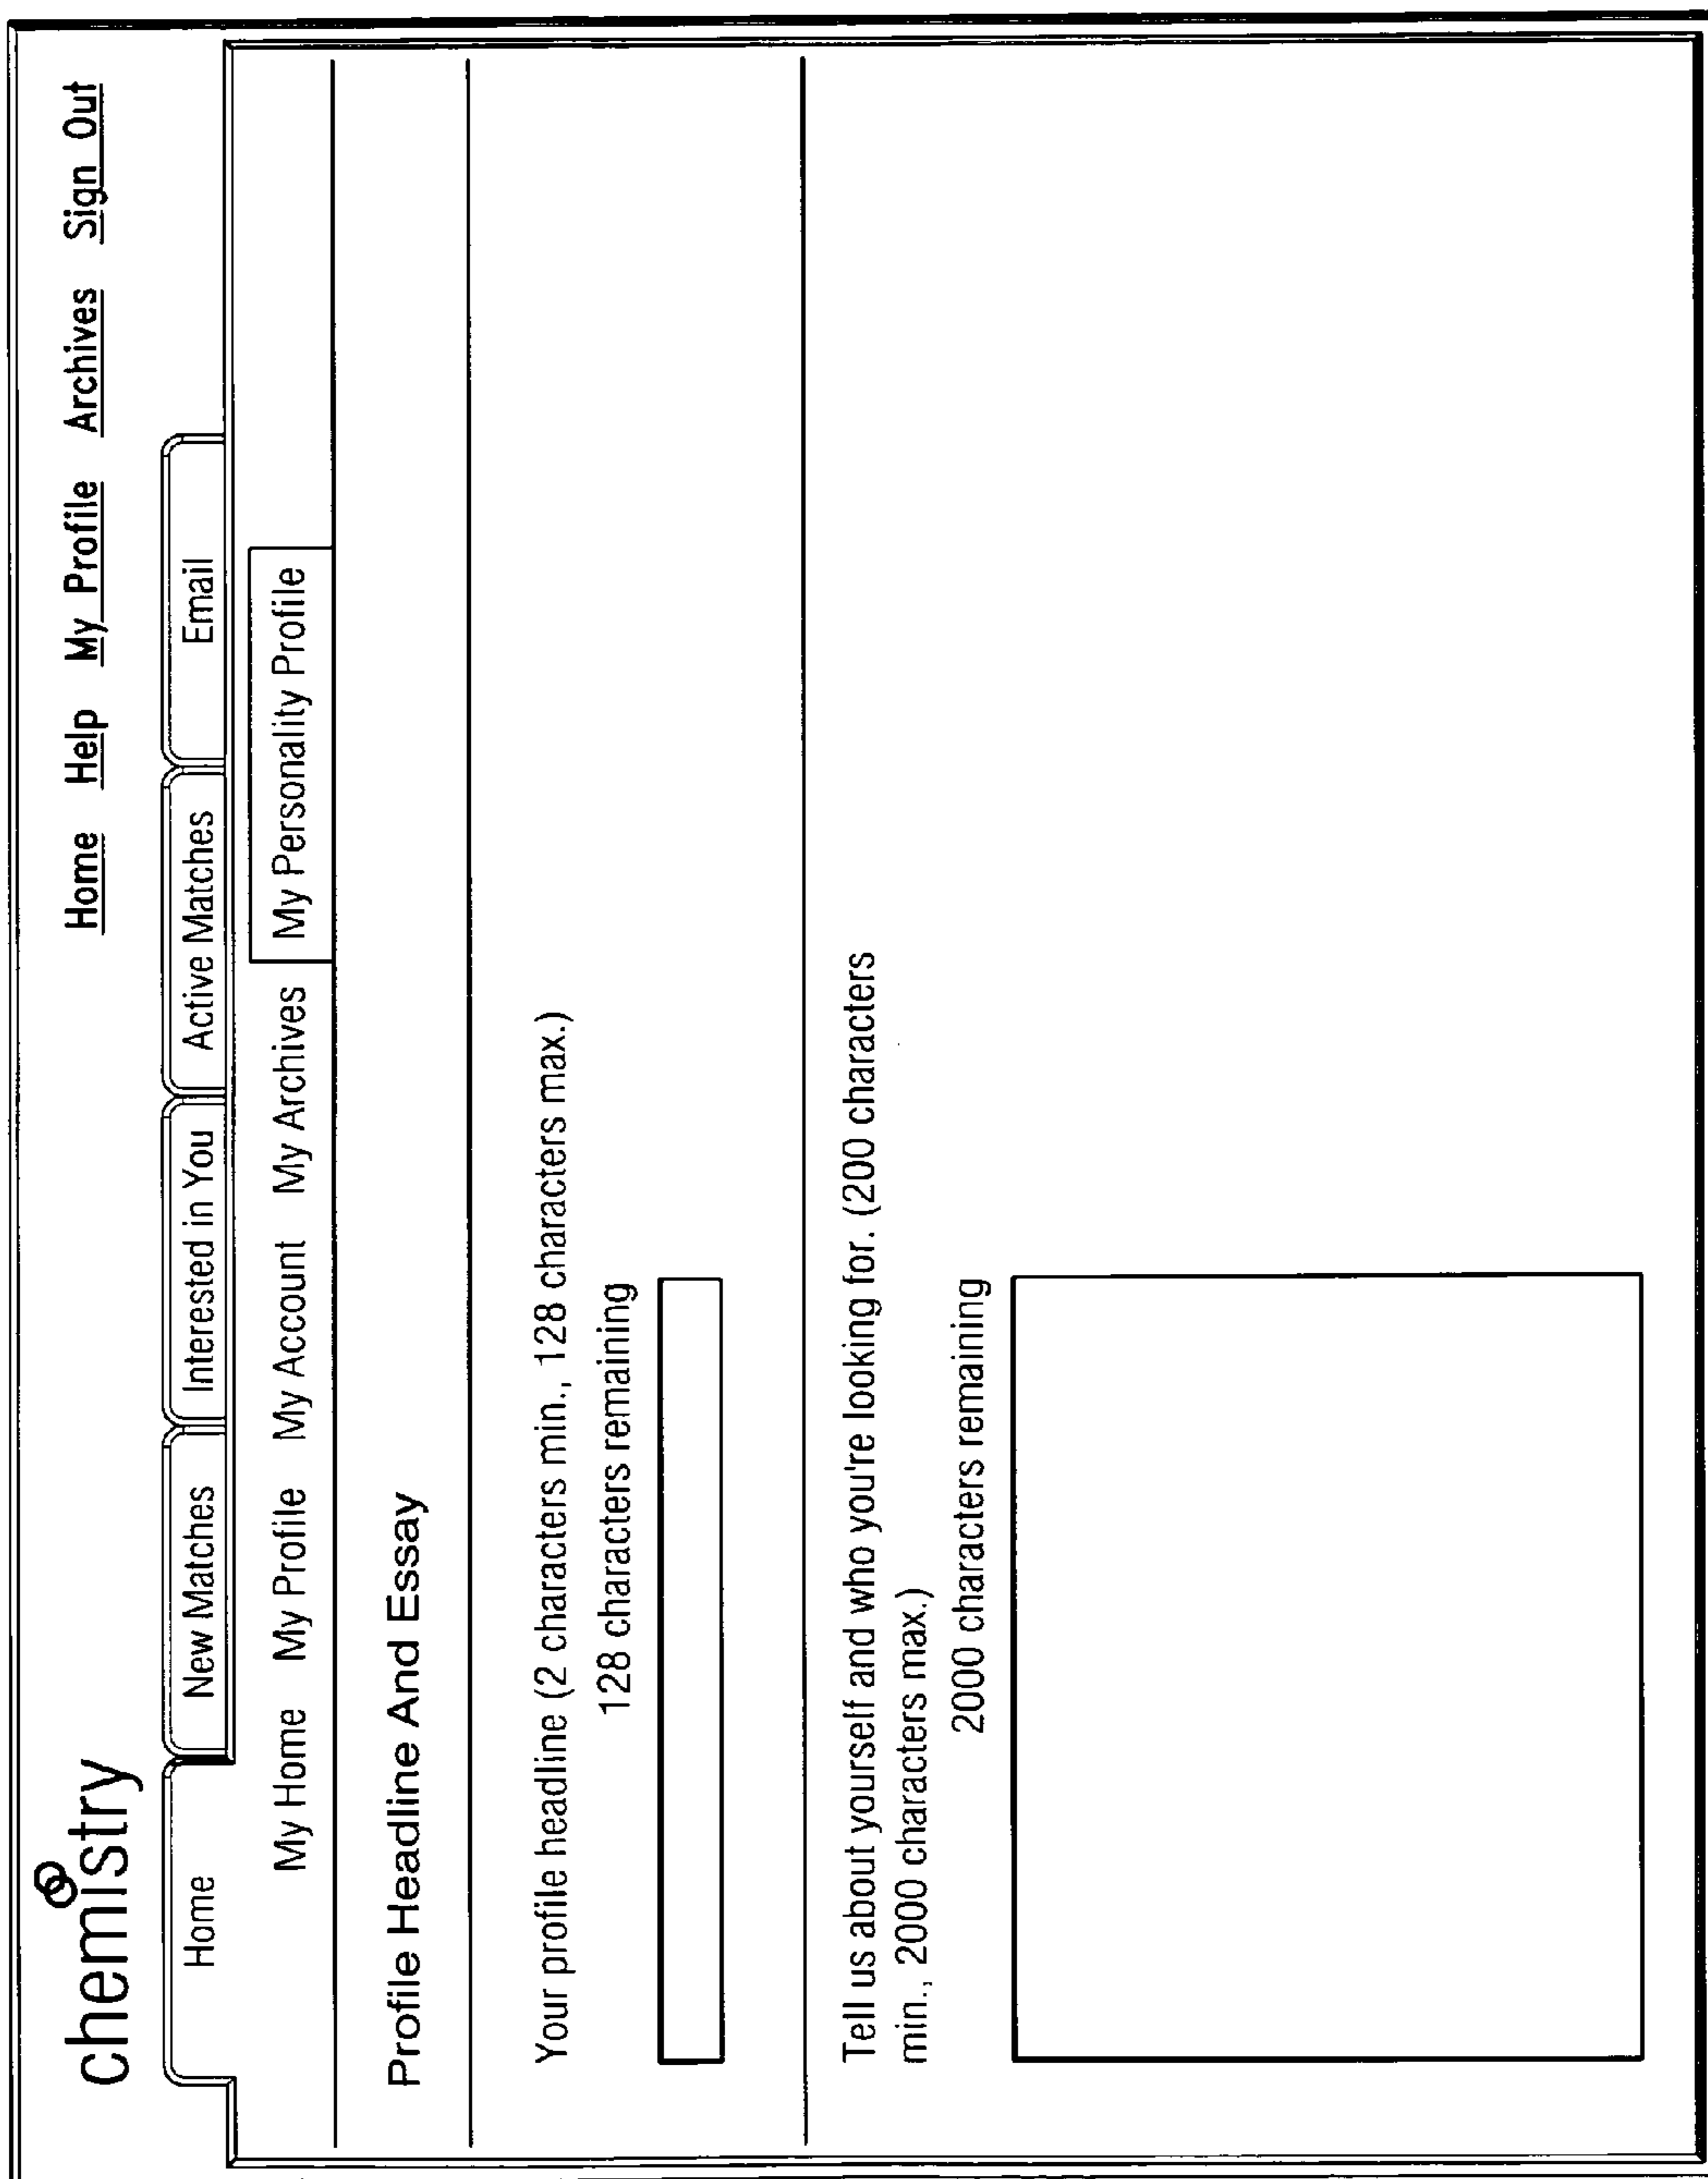 chemistry
Home Help My Profile Archives Sign Out
Home New Matches Interested in You Active Matches Email
My Home My Profile My Account My Archives My Personality Profile
Profile Headline And Essay
Your profile headline (2 characters min., 128 characters max.)
128 characters remaining
Tell us about yourself and who you're looking for. (200 characters
min., 2000 characters max.)
2000 characters remaining